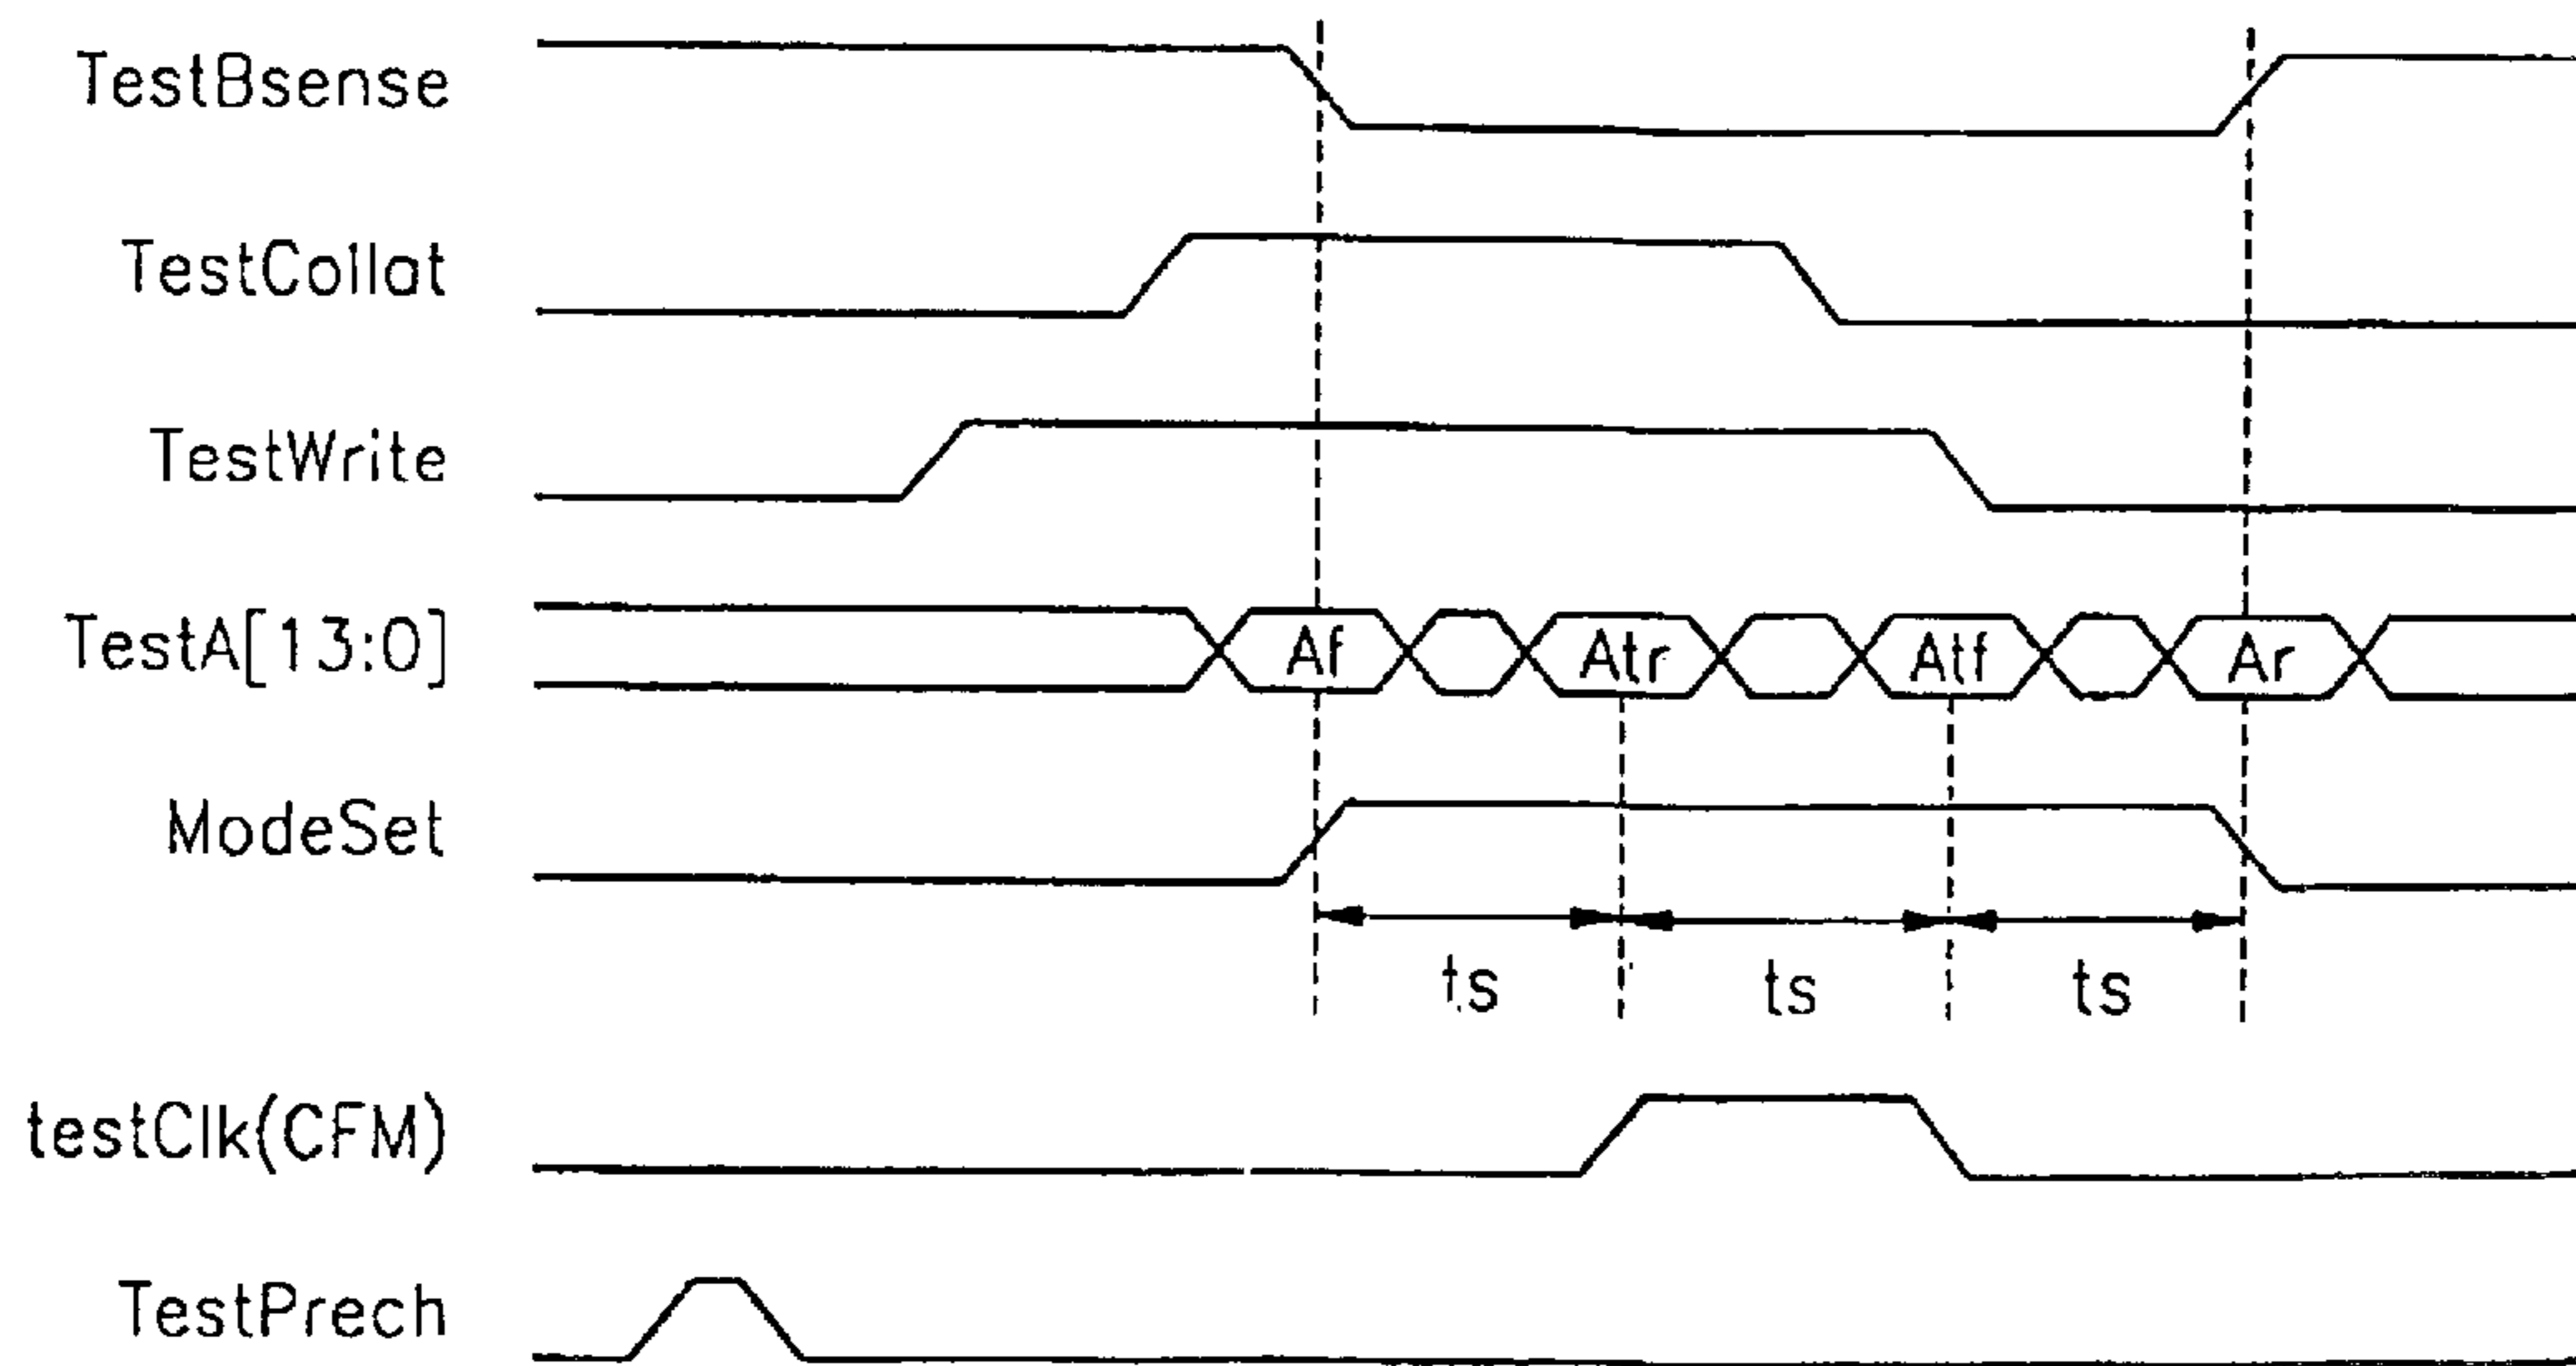 TestBsense
TestCollat
TestWrite
TestA[13:0] Af Atr Atf Ar
ModeSet
ts ts ts
testClk(CFM)
TestPrech